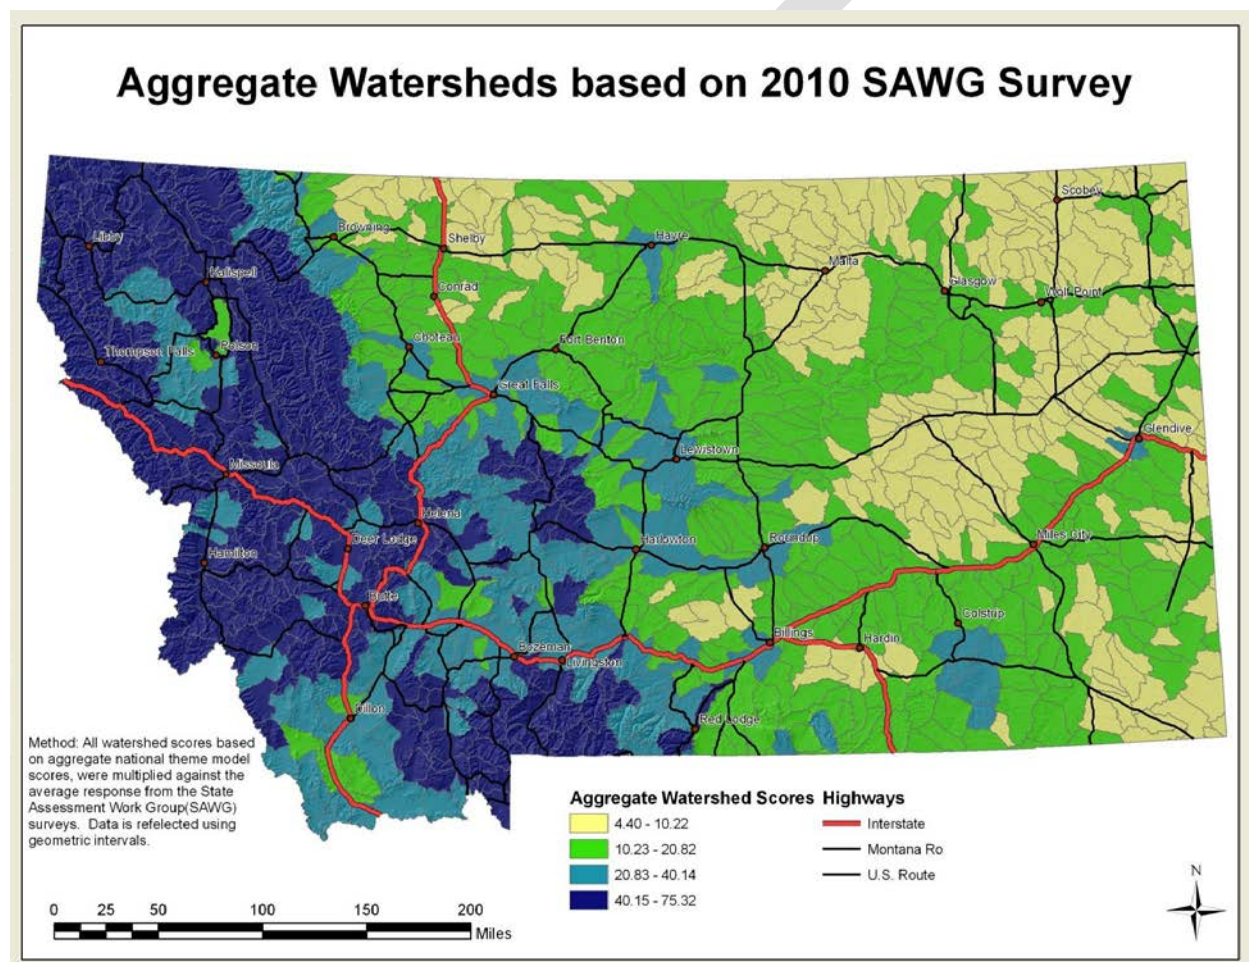 Aggregate Watersheds based on 2010 SAWG Survey
Scobey
Libby
Browning
Shelby
Havre
Malta
Kalispell
Conrad
Glasgow
Wolf Point
Choteau
Fort Benton
Thompson Falls
Polson
Great Falls
Glendive
Lewistown
Missoula
Helena
Deer Lodge
Harlowton
Roundup
Miles City
Hamilton
Butte
Colstrip
Billings
Hardin
Bozeman
Livingston
Dillon
Red Lodge
Method: All watershed scores based
on aggregate national theme model
scores, were multiplied against the
average response from the State
Assessment Work Group(SAWG)
surveys. Data is refelected using
geometric intervals.
Aggregate Watershed Scores Highways
4.40 - 10.22 Interstate
10.23 - 20.82 Montana Ro
20.83 - 40.14 U.S. Route
40.15 - 75.32
N
0 25 50 100 150 200
Miles